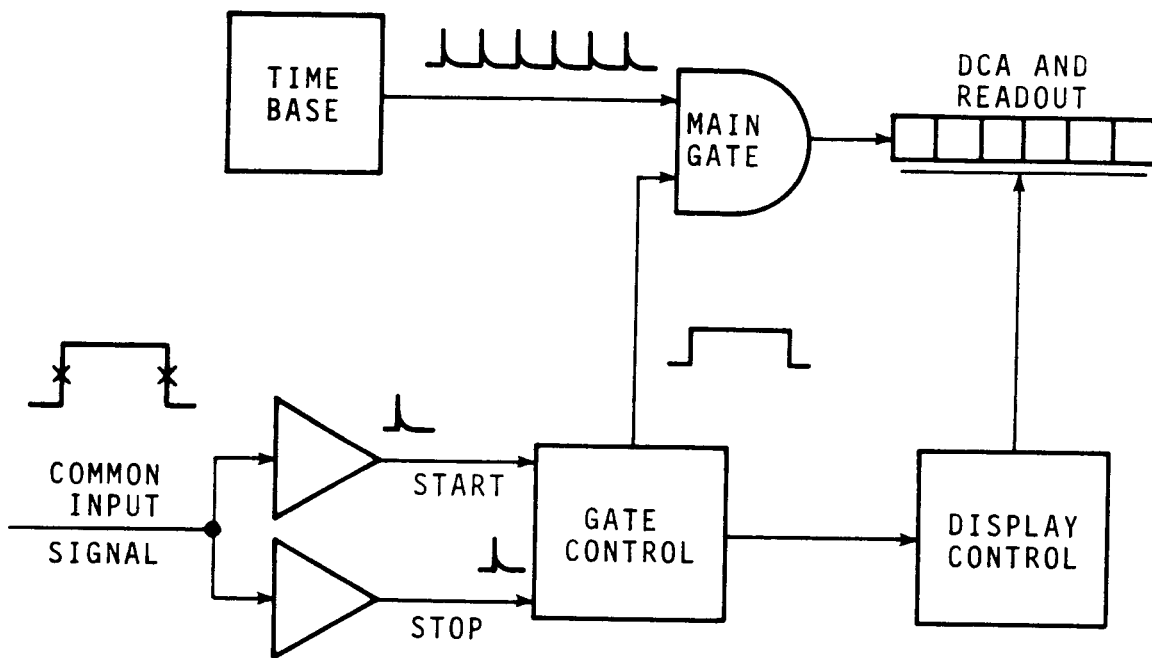 TIME
BASE
MAIN
GATE
DCA AND
READOUT
COMMON
INPUT
SIGNAL
START
STOP
GATE
CONTROL
DISPLAY
CONTROL